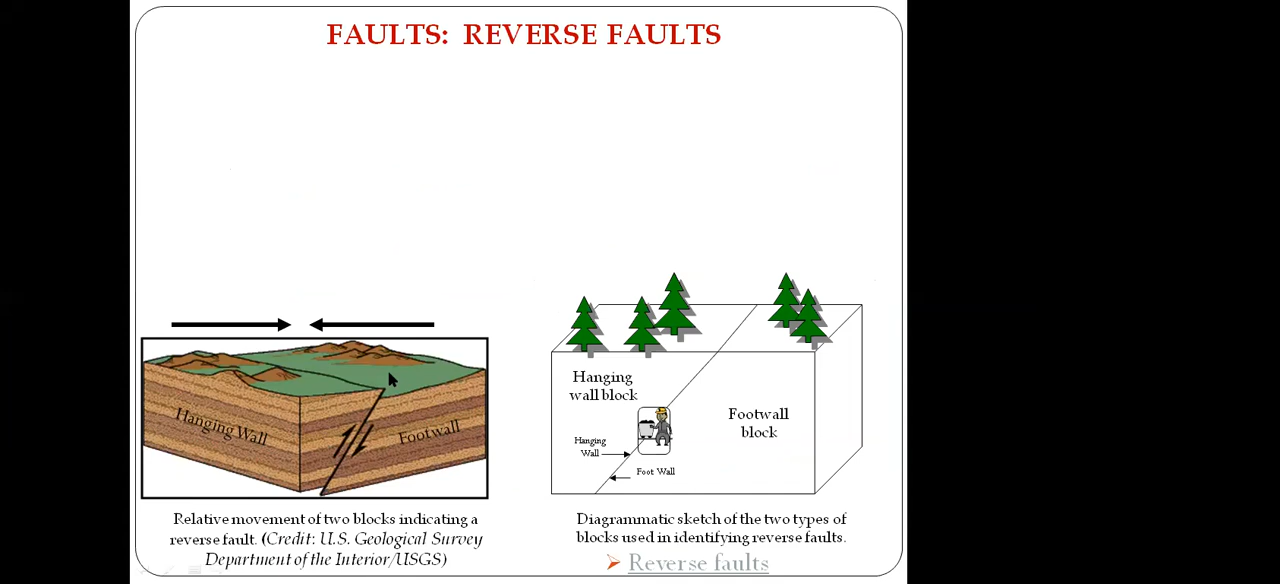 FAULTS: REVERSE FAULTS
Hanging Wall
Footwall
Relative movement of two blocks indicating a
reverse fault. (Credit: U.S. Geological Survey
Department of the Interior/USGS)
Hanging
wall block
Footwall
block
Hanging
Wall
Foot Wall
Diagrammatic sketch of the two types of
blocks used in identifying reverse faults.
Reverse faults